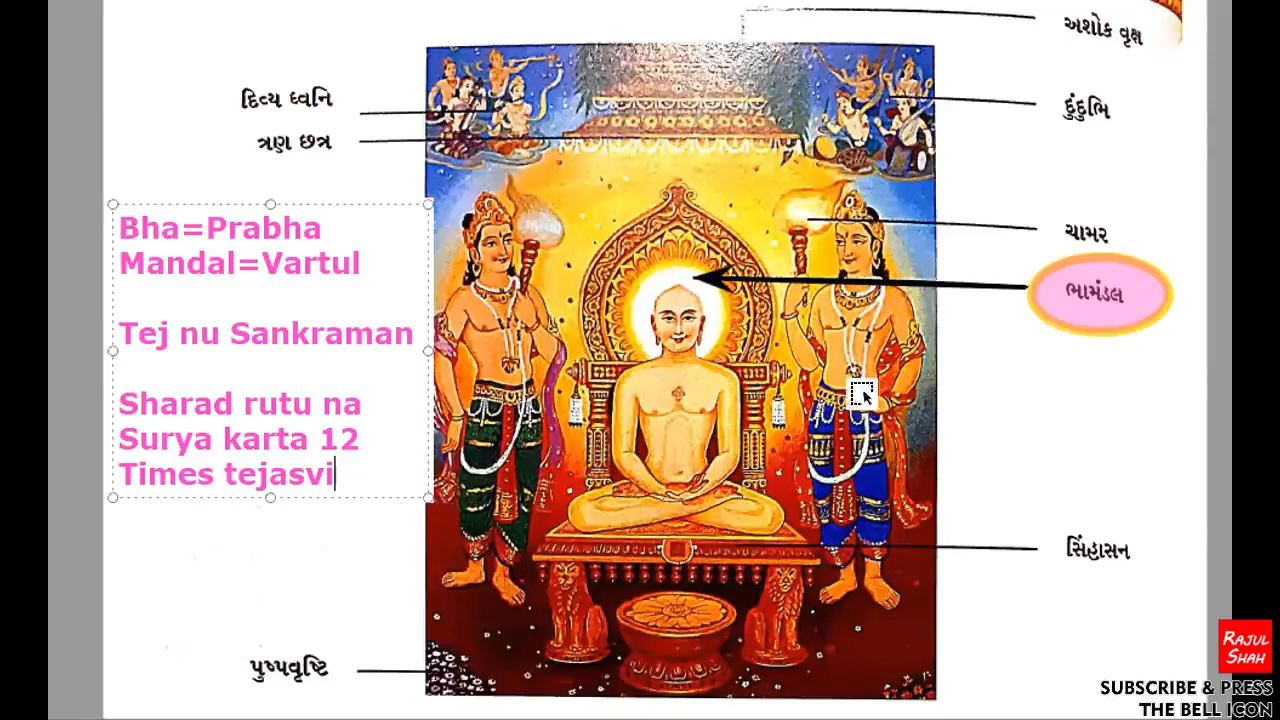 અશોક વૃક્ષ
દિવ્ય ધ્વનિ
દુંદુભિ
ત્રણ છત્ર
Bha=Prabha
Mandal=Vartul
Tej nu Sankraman
Sharad rutu na
Surya karta 12
Times tejasvi
ચામર
ભામંડલ
સિંહાસન
પુષ્પવૃષ્ટિ
RAJUL
SHAH
SUBSCRIBE & PRESS
THE BELL ICON